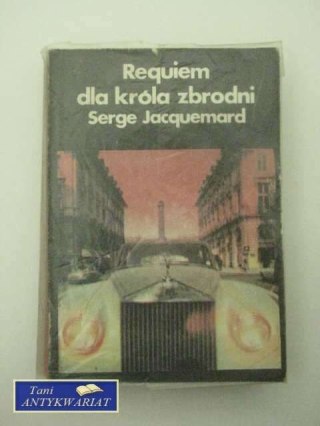 Requiem
dla króla zbrodni
Serge Jacquemard
Tani
ANTYKWARIAT